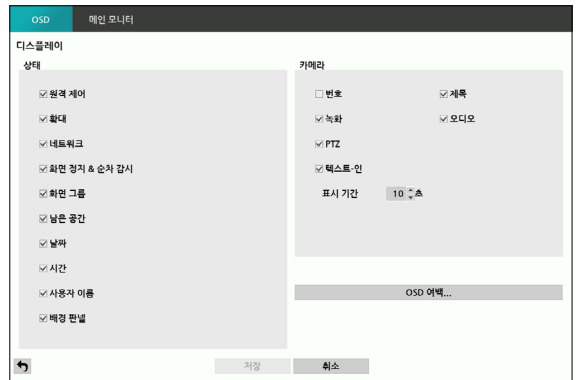 OSD 메인 모니터
디스플레이
상태
원격 제어
확대
네트워크
화면 정지 & 순차 감시
화면 그룹
남은 공간
날짜
시간
사용자 이름
배경 판넬
카메라
번호 제목
녹화 오디오
PTZ
텍스트-인
표시 기간 10 초
OSD 여백...
저장 취소